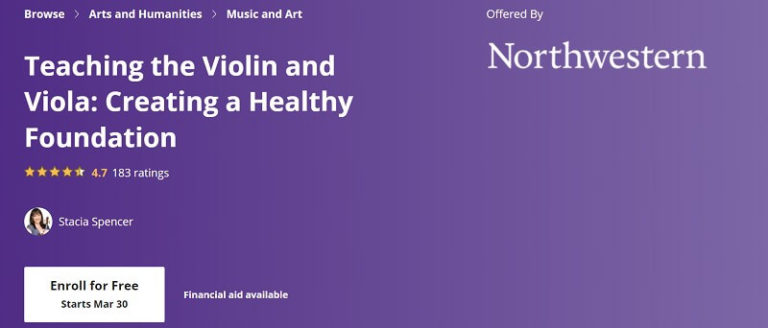 Browse > Arts and Humanities > Music and Art
Offered By
Northwestern
Teaching the Violin and
Viola: Creating a Healthy
Foundation
4.7 183 ratings
Stacia Spencer
Enroll for Free
Starts Mar 30
Financial aid available